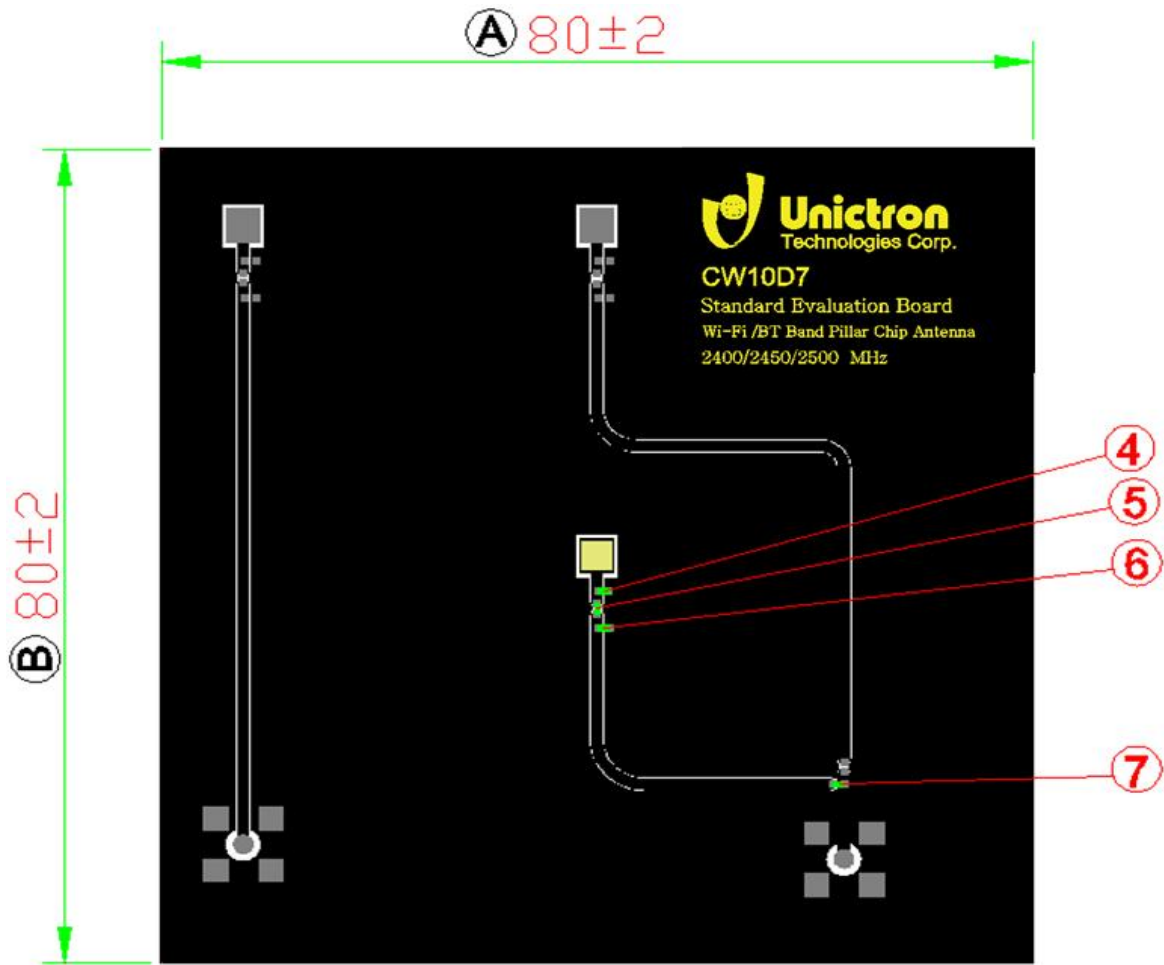 A 80±2
Unictron
Technologies Corp.
CW10D7
Standard Evaluation Board
Wi-Fi /BT Band Pillar Chip Antenna
2400/2450/2500 MHz
4
5
B 80±2
6
7